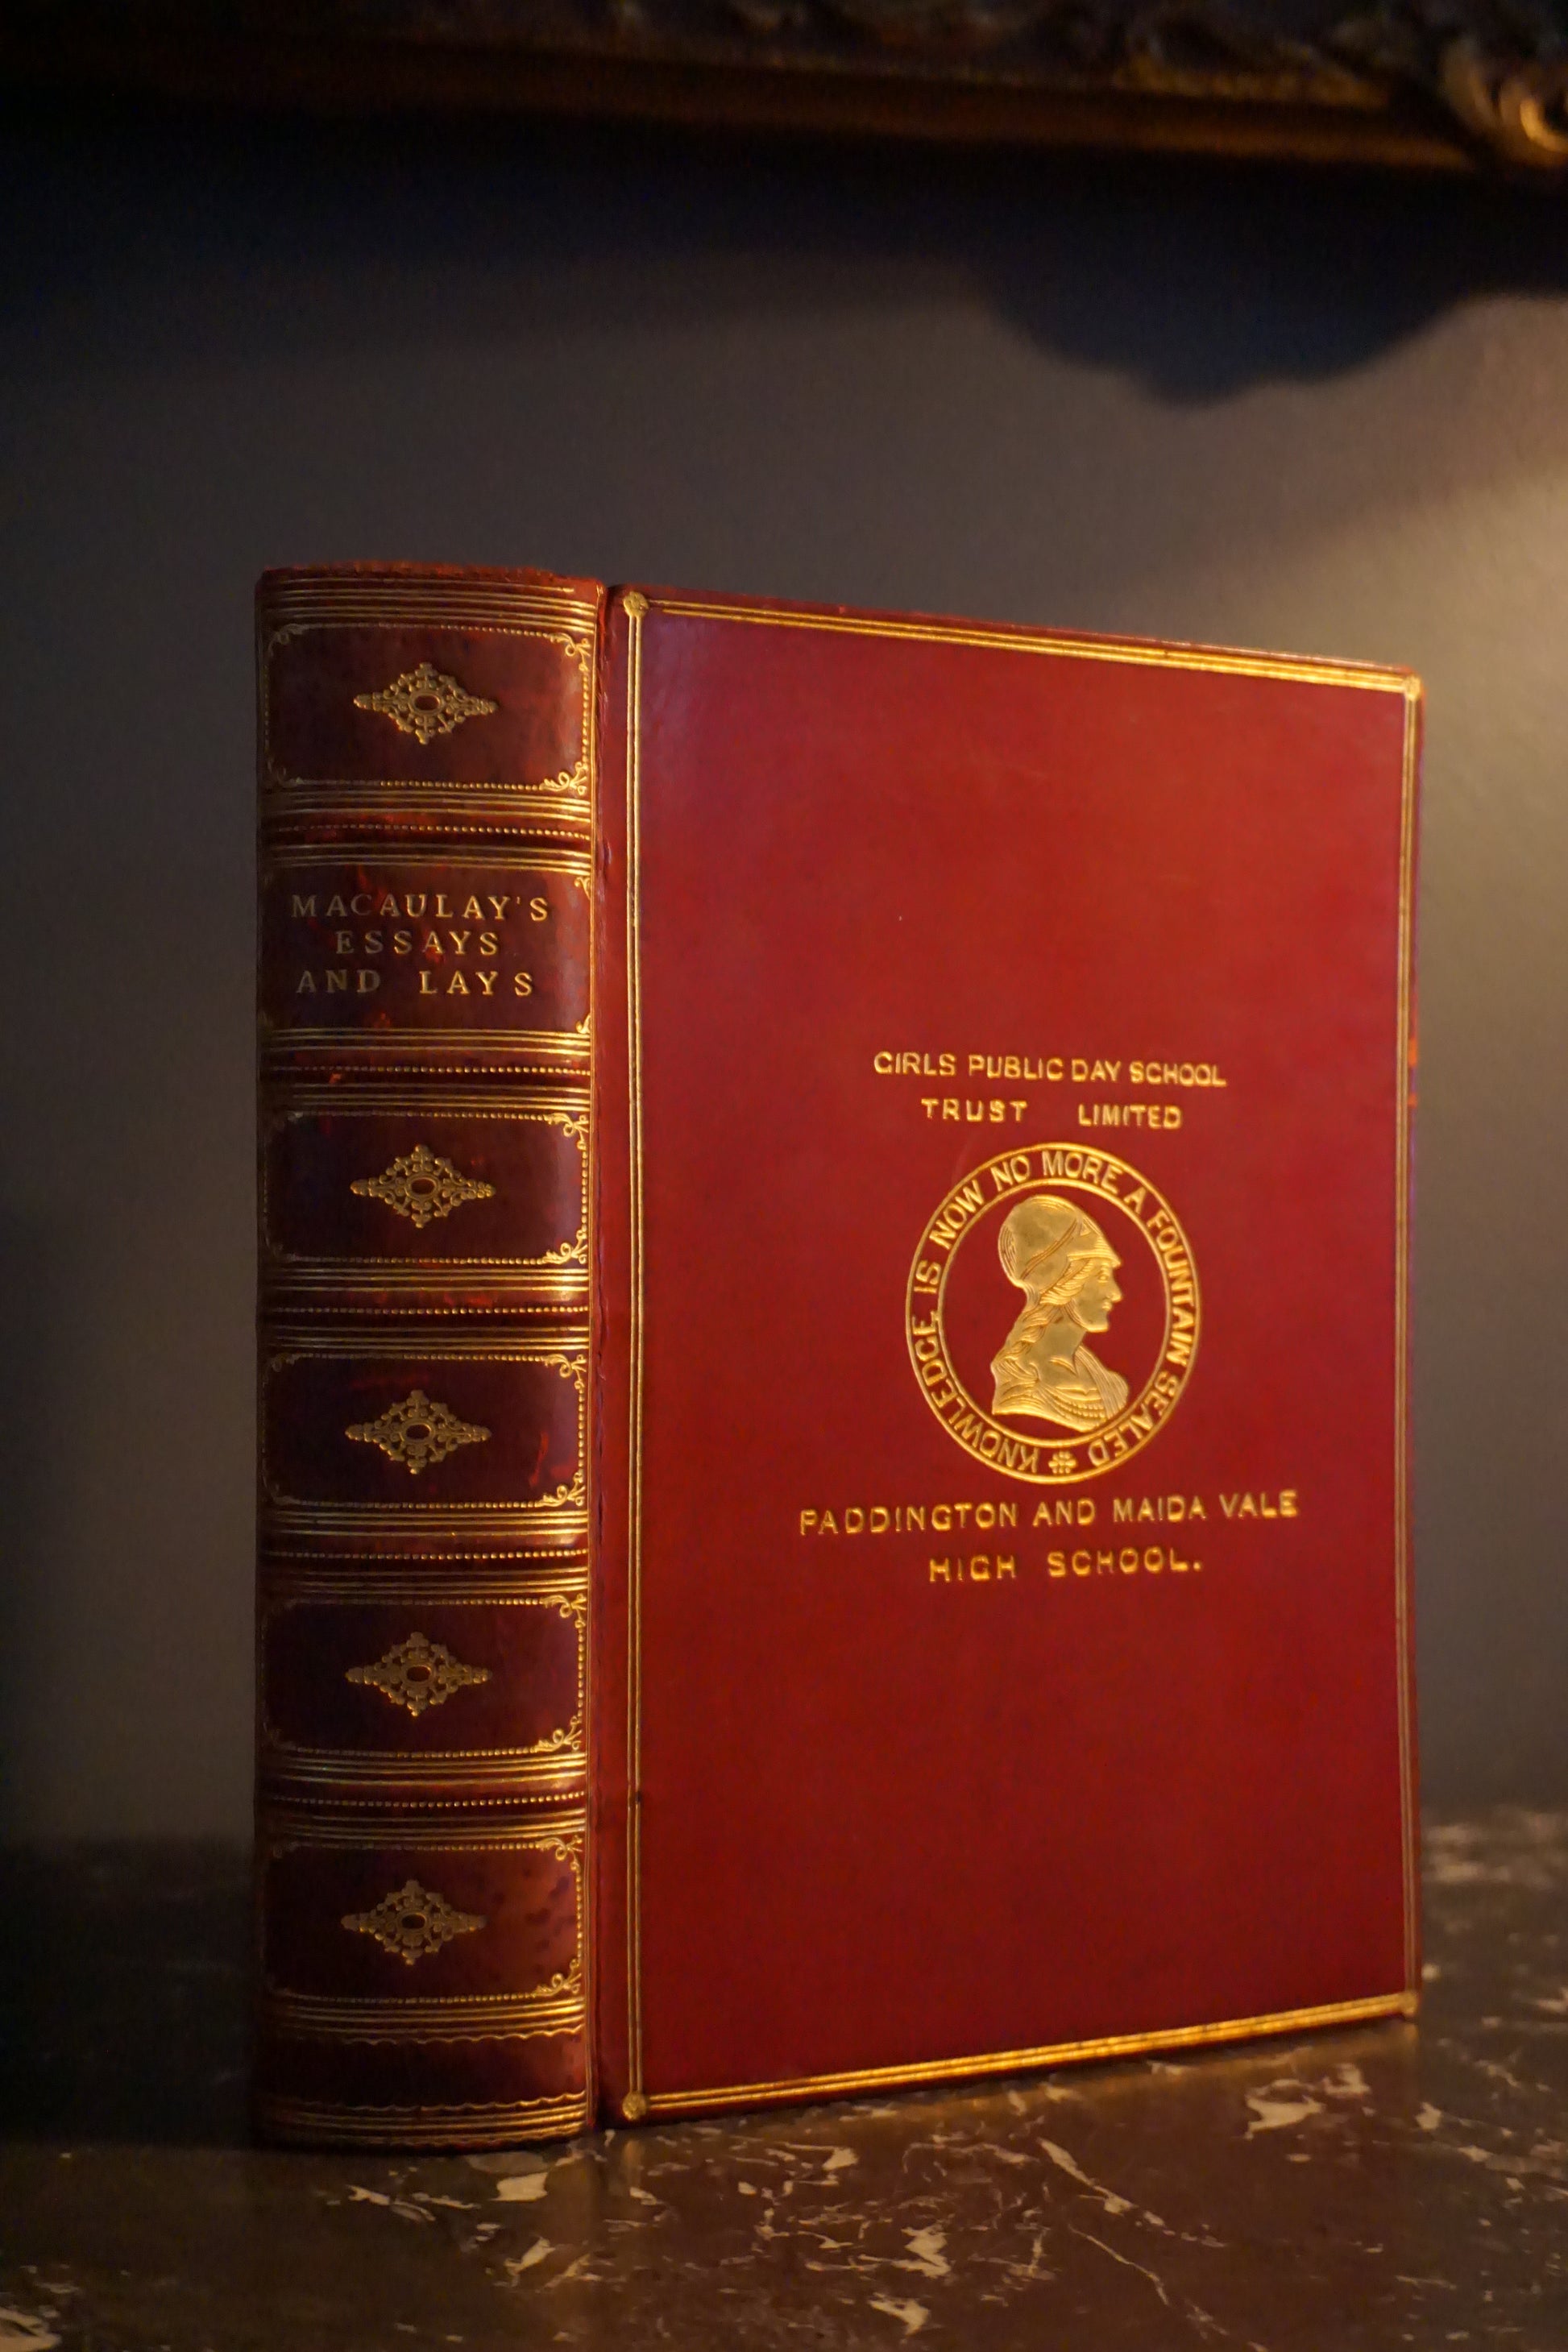 MACAULAY'S
ESSAYS
AND LAYS
GIRLS PUBLIC DAY SCHOOL
TRUST LIMITED
KNOWLEDGE IS NOW NO MORE A FOUNTAIN SEALED
PADDINGTON AND MAIDA VALE
HIGH SCHOOL.